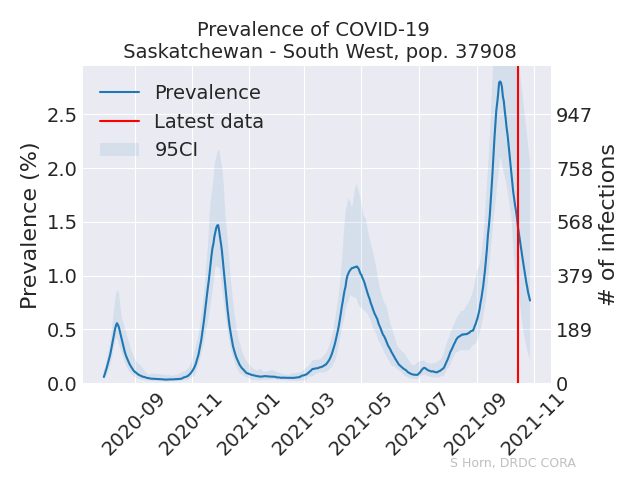 Prevalence of COVID-19
Saskatchewan - South West, pop. 37908
Prevalence
Latest data
95CI
Prevalence (%)
2.5
2.0
1.5
1.0
0.5
0.0
947
758
568
379
189
0
# of infections
2020-09
2020-11
2021-01
2021-03
2021-05
2021-07
2021-09
2021-11
S Horn, DRDC CORA